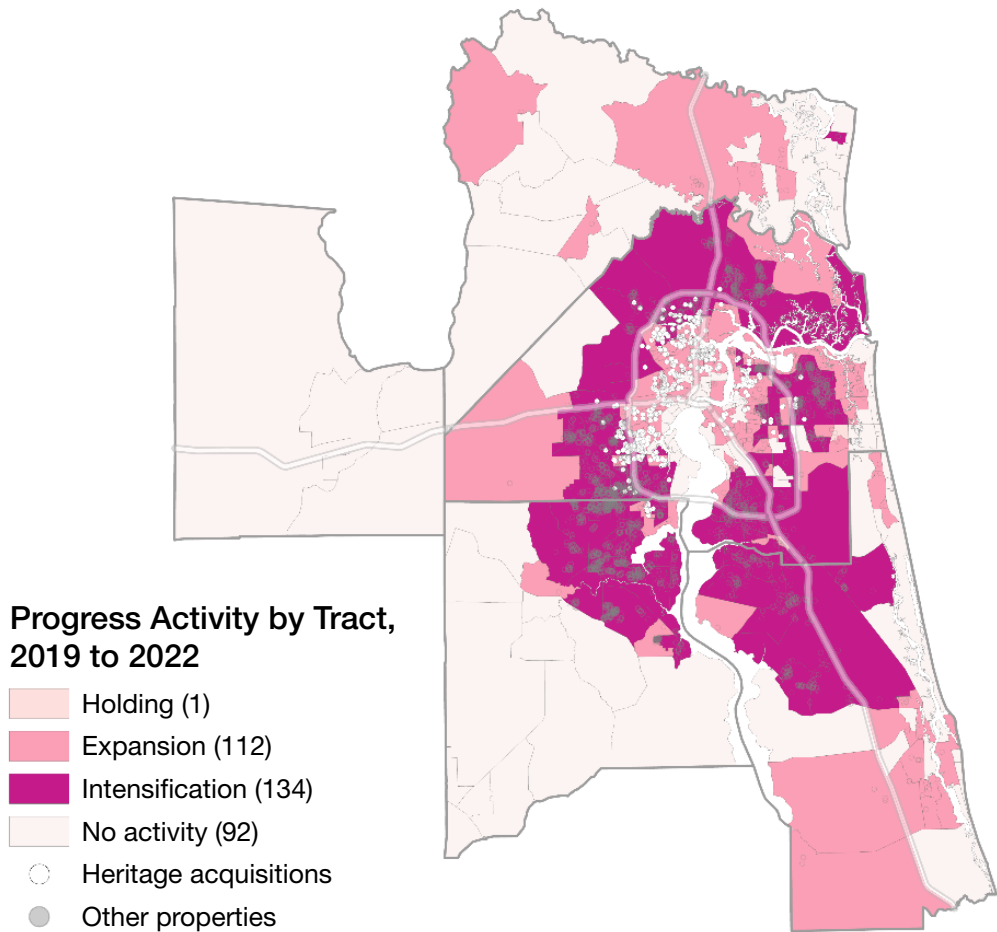 Progress Activity by Tract,
2019 to 2022
Holding (1)
Expansion (112)
Intensification (134)
No activity (92)
Heritage acquisitions
Other properties